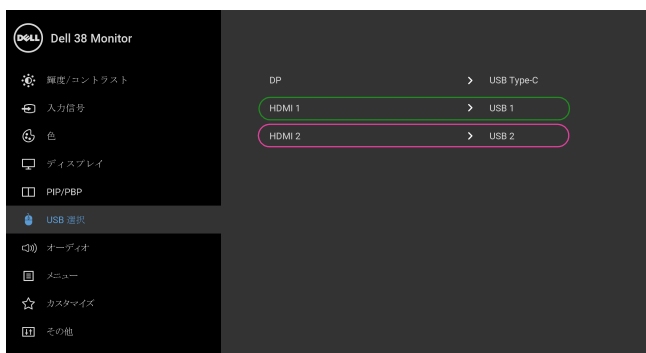 DELL Dell 38 Monitor
輝度/コントラスト
DP > USB Type-C
入力信号
HDMI 1 > USB 1
色
HDMI 2 > USB 2
ディスプレイ
PIP/PBP
USB 選択
オーディオ
メニュー
カスタマイズ
その他